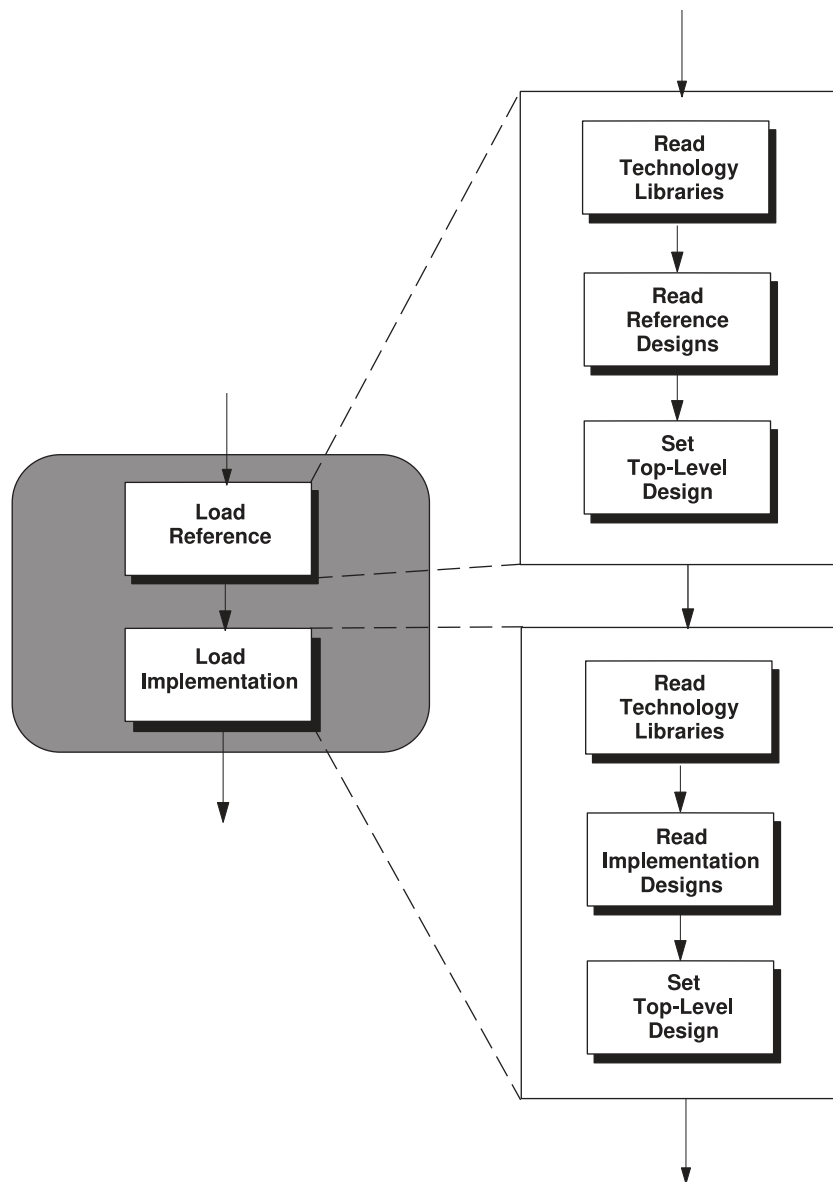 Load
Reference
Load
Implementation
Read
Technology
Libraries
Read
Reference
Designs
Set
Top-Level
Design
Read
Technology
Libraries
Read
Implementation
Designs
Set
Top-Level
Design